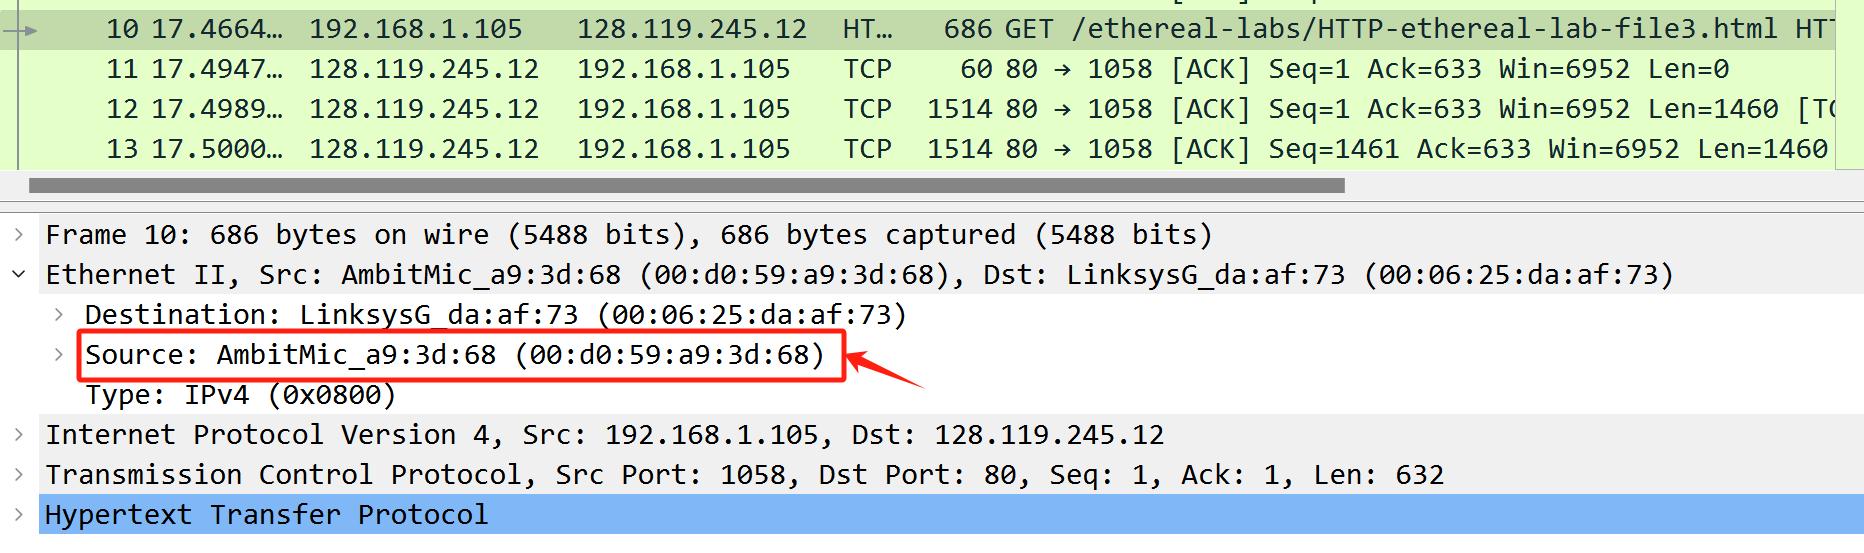 10 17.4664… 192.168.1.105 128.119.245.12 HT… 686 GET /ethereal-labs/HTTP-ethereal-lab-file3.html HTT
11 17.4947… 128.119.245.12 192.168.1.105 TCP 60 80 → 1058 [ACK] Seq=1 Ack=633 Win=6952 Len=0
12 17.4989… 128.119.245.12 192.168.1.105 TCP 1514 80 → 1058 [ACK] Seq=1 Ack=633 Win=6952 Len=1460 [TC
13 17.5000… 128.119.245.12 192.168.1.105 TCP 1514 80 → 1058 [ACK] Seq=1461 Ack=633 Win=6952 Len=1460
Frame 10: 686 bytes on wire (5488 bits), 686 bytes captured (5488 bits)
Ethernet II, Src: AmbitMic_a9:3d:68 (00:d0:59:a9:3d:68), Dst: LinksysG_da:af:73 (00:06:25:da:af:73)
Destination: LinksysG_da:af:73 (00:06:25:da:af:73)
Source: AmbitMic_a9:3d:68 (00:d0:59:a9:3d:68)
Type: IPv4 (0x0800)
Internet Protocol Version 4, Src: 192.168.1.105, Dst: 128.119.245.12
Transmission Control Protocol, Src Port: 1058, Dst Port: 80, Seq: 1, Ack: 1, Len: 632
Hypertext Transfer Protocol